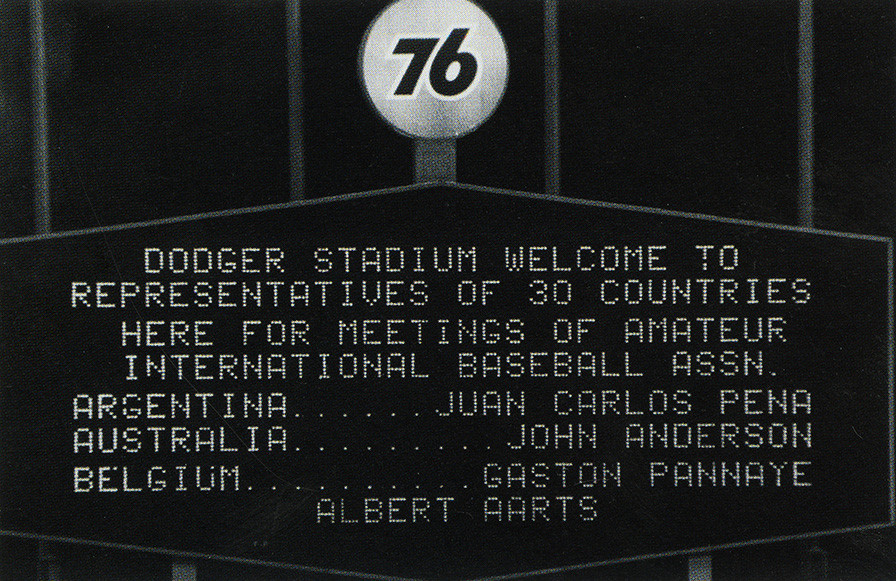 76
DODGER STADIUM WELCOME TO
REPRESENTATIVES OF 30 COUNTRIES
HERE FOR MEETINGS OF AMATEUR
INTERNATIONAL BASEBALL ASSN.
ARGENTINA......JUAN CARLOS PENA
AUSTRALIA.........JOHN ANDERSON
BELGIUM..........GASTON PANNAYE
ALBERT AARTS